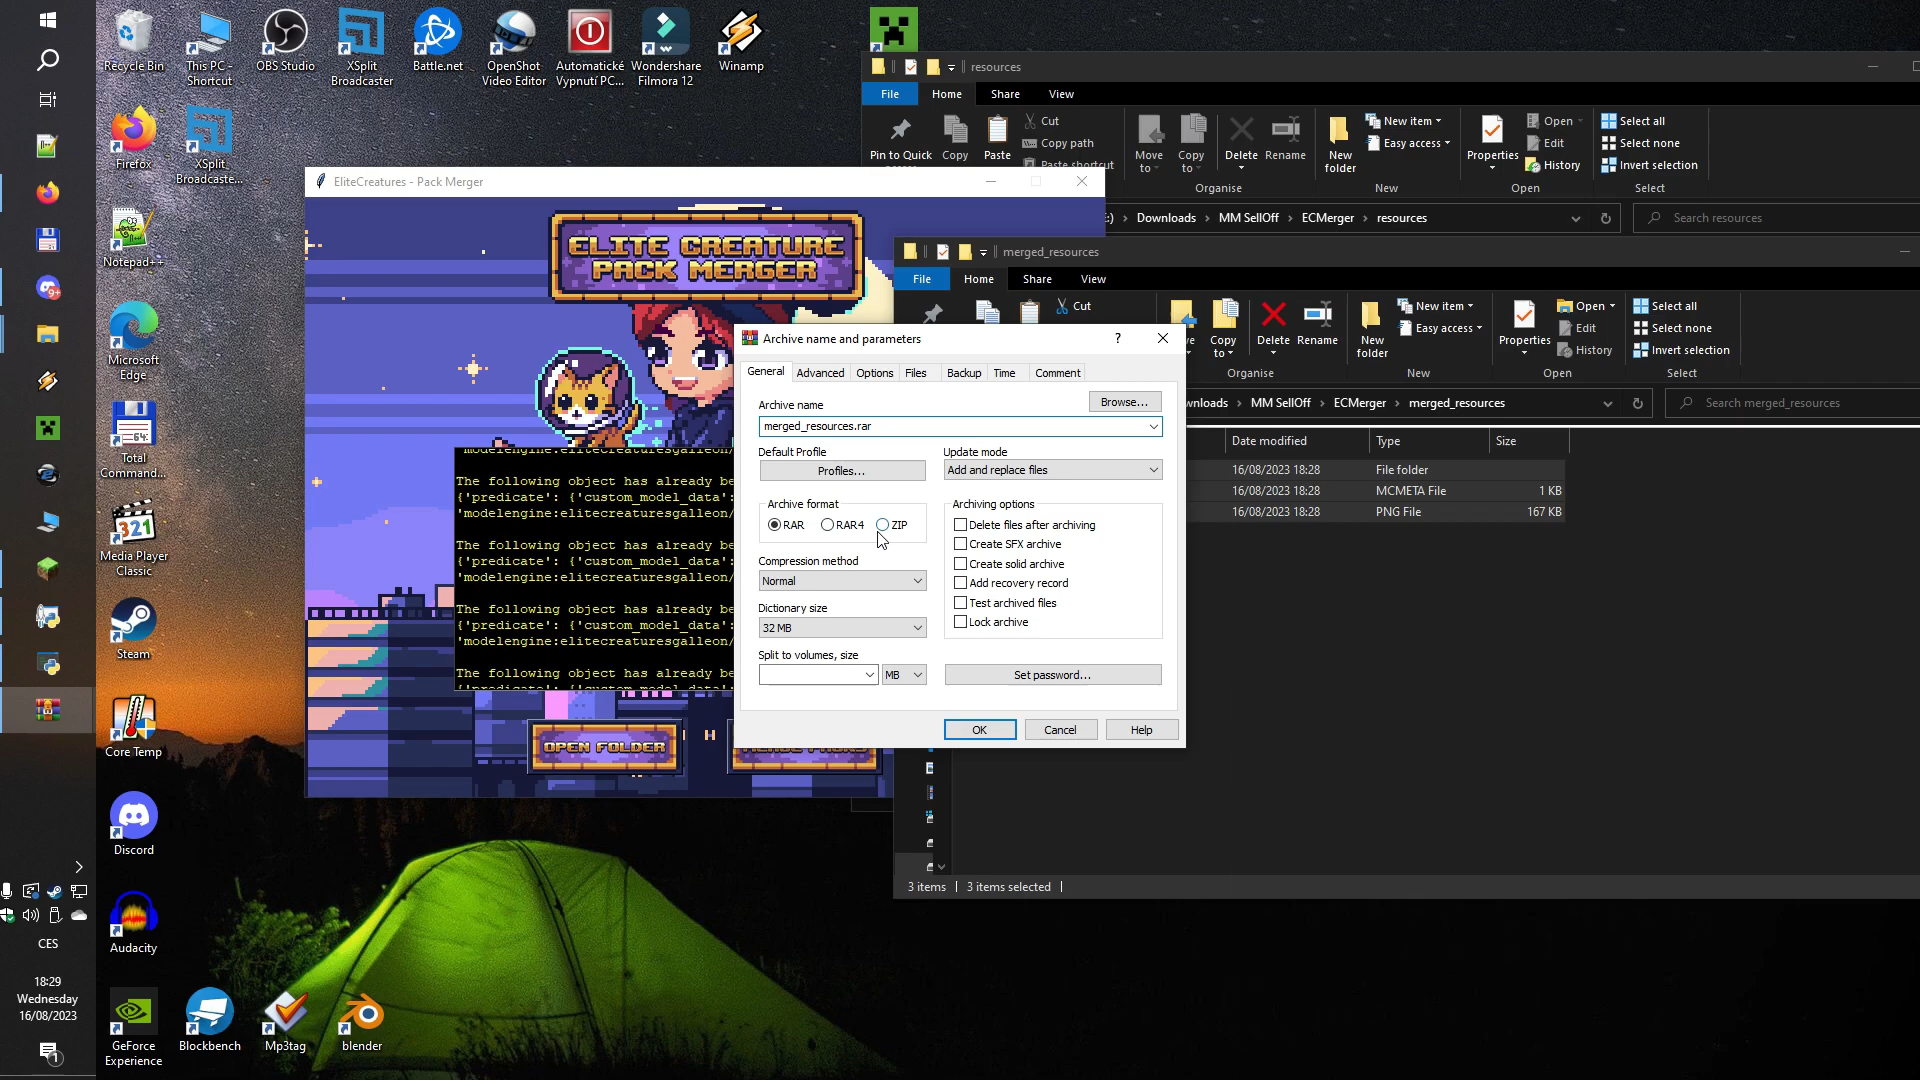 Recycle Bin
This PC - Shortcut
OBS Studio
XSplit Broadcaster
Battle.net
OpenShot Video Editor
Automatické Vypnutí PC...
Wondershare Filmora 12
Winamp
Firefox
XSplit Broadcaste...
Notepad++
Microsoft Edge
Total Command...
64:
Media Player Classic
321
Steam
Core Temp
Discord
Audacity
GeForce Experience
Blockbench
Mp3tag
blender
9+
CES
18:29
Wednesday
16/08/2023
1
resources
File
Home
Share
View
Pin to Quick
Copy
Paste
Cut
Copy path
Paste shortcut
Move to
Copy to
Delete
Rename
New folder
New item
Easy access
Properties
Open
Edit
History
Select all
Select none
Invert selection
Organise
New
Open
Select
:) > Downloads > MM SellOff > ECMerger > resources
Search resources
EliteCreatures - Pack Merger
ELITE CREATURE
PACK MERGER
The following object has already be
{'predicate': {'custom_model_data':
'modelengine:elitecreaturesgalleon/
The following object has already be
{'predicate': {'custom_model_data':
'modelengine:elitecreaturesgalleon/
The following object has already be
{'predicate': {'custom_model_data':
'modelengine:elitecreaturesgalleon/
The following object has already be
OPEN FOLDER
merged_resources
File
Home
Share
View
Cut
Copy to
Delete
Rename
New folder
New item
Easy access
Properties
Open
Edit
History
Select all
Select none
Invert selection
Organise
New
Open
Select
wnloads > MM SellOff > ECMerger > merged_resources
Search merged_resources
Date modified
Type
Size
16/08/2023 18:28 File folder
16/08/2023 18:28 MCMETA File 1 KB
16/08/2023 18:28 PNG File 167 KB
3 items
3 items selected
Archive name and parameters
?
General
Advanced
Options
Files
Backup
Time
Comment
Archive name
Browse...
merged_resources.rar
Default Profile
Profiles...
Update mode
Add and replace files
Archive format
RAR
RAR4
ZIP
Compression method
Normal
Dictionary size
32 MB
Split to volumes, size
MB
Archiving options
Delete files after archiving
Create SFX archive
Create solid archive
Add recovery record
Test archived files
Lock archive
Set password...
OK
Cancel
Help